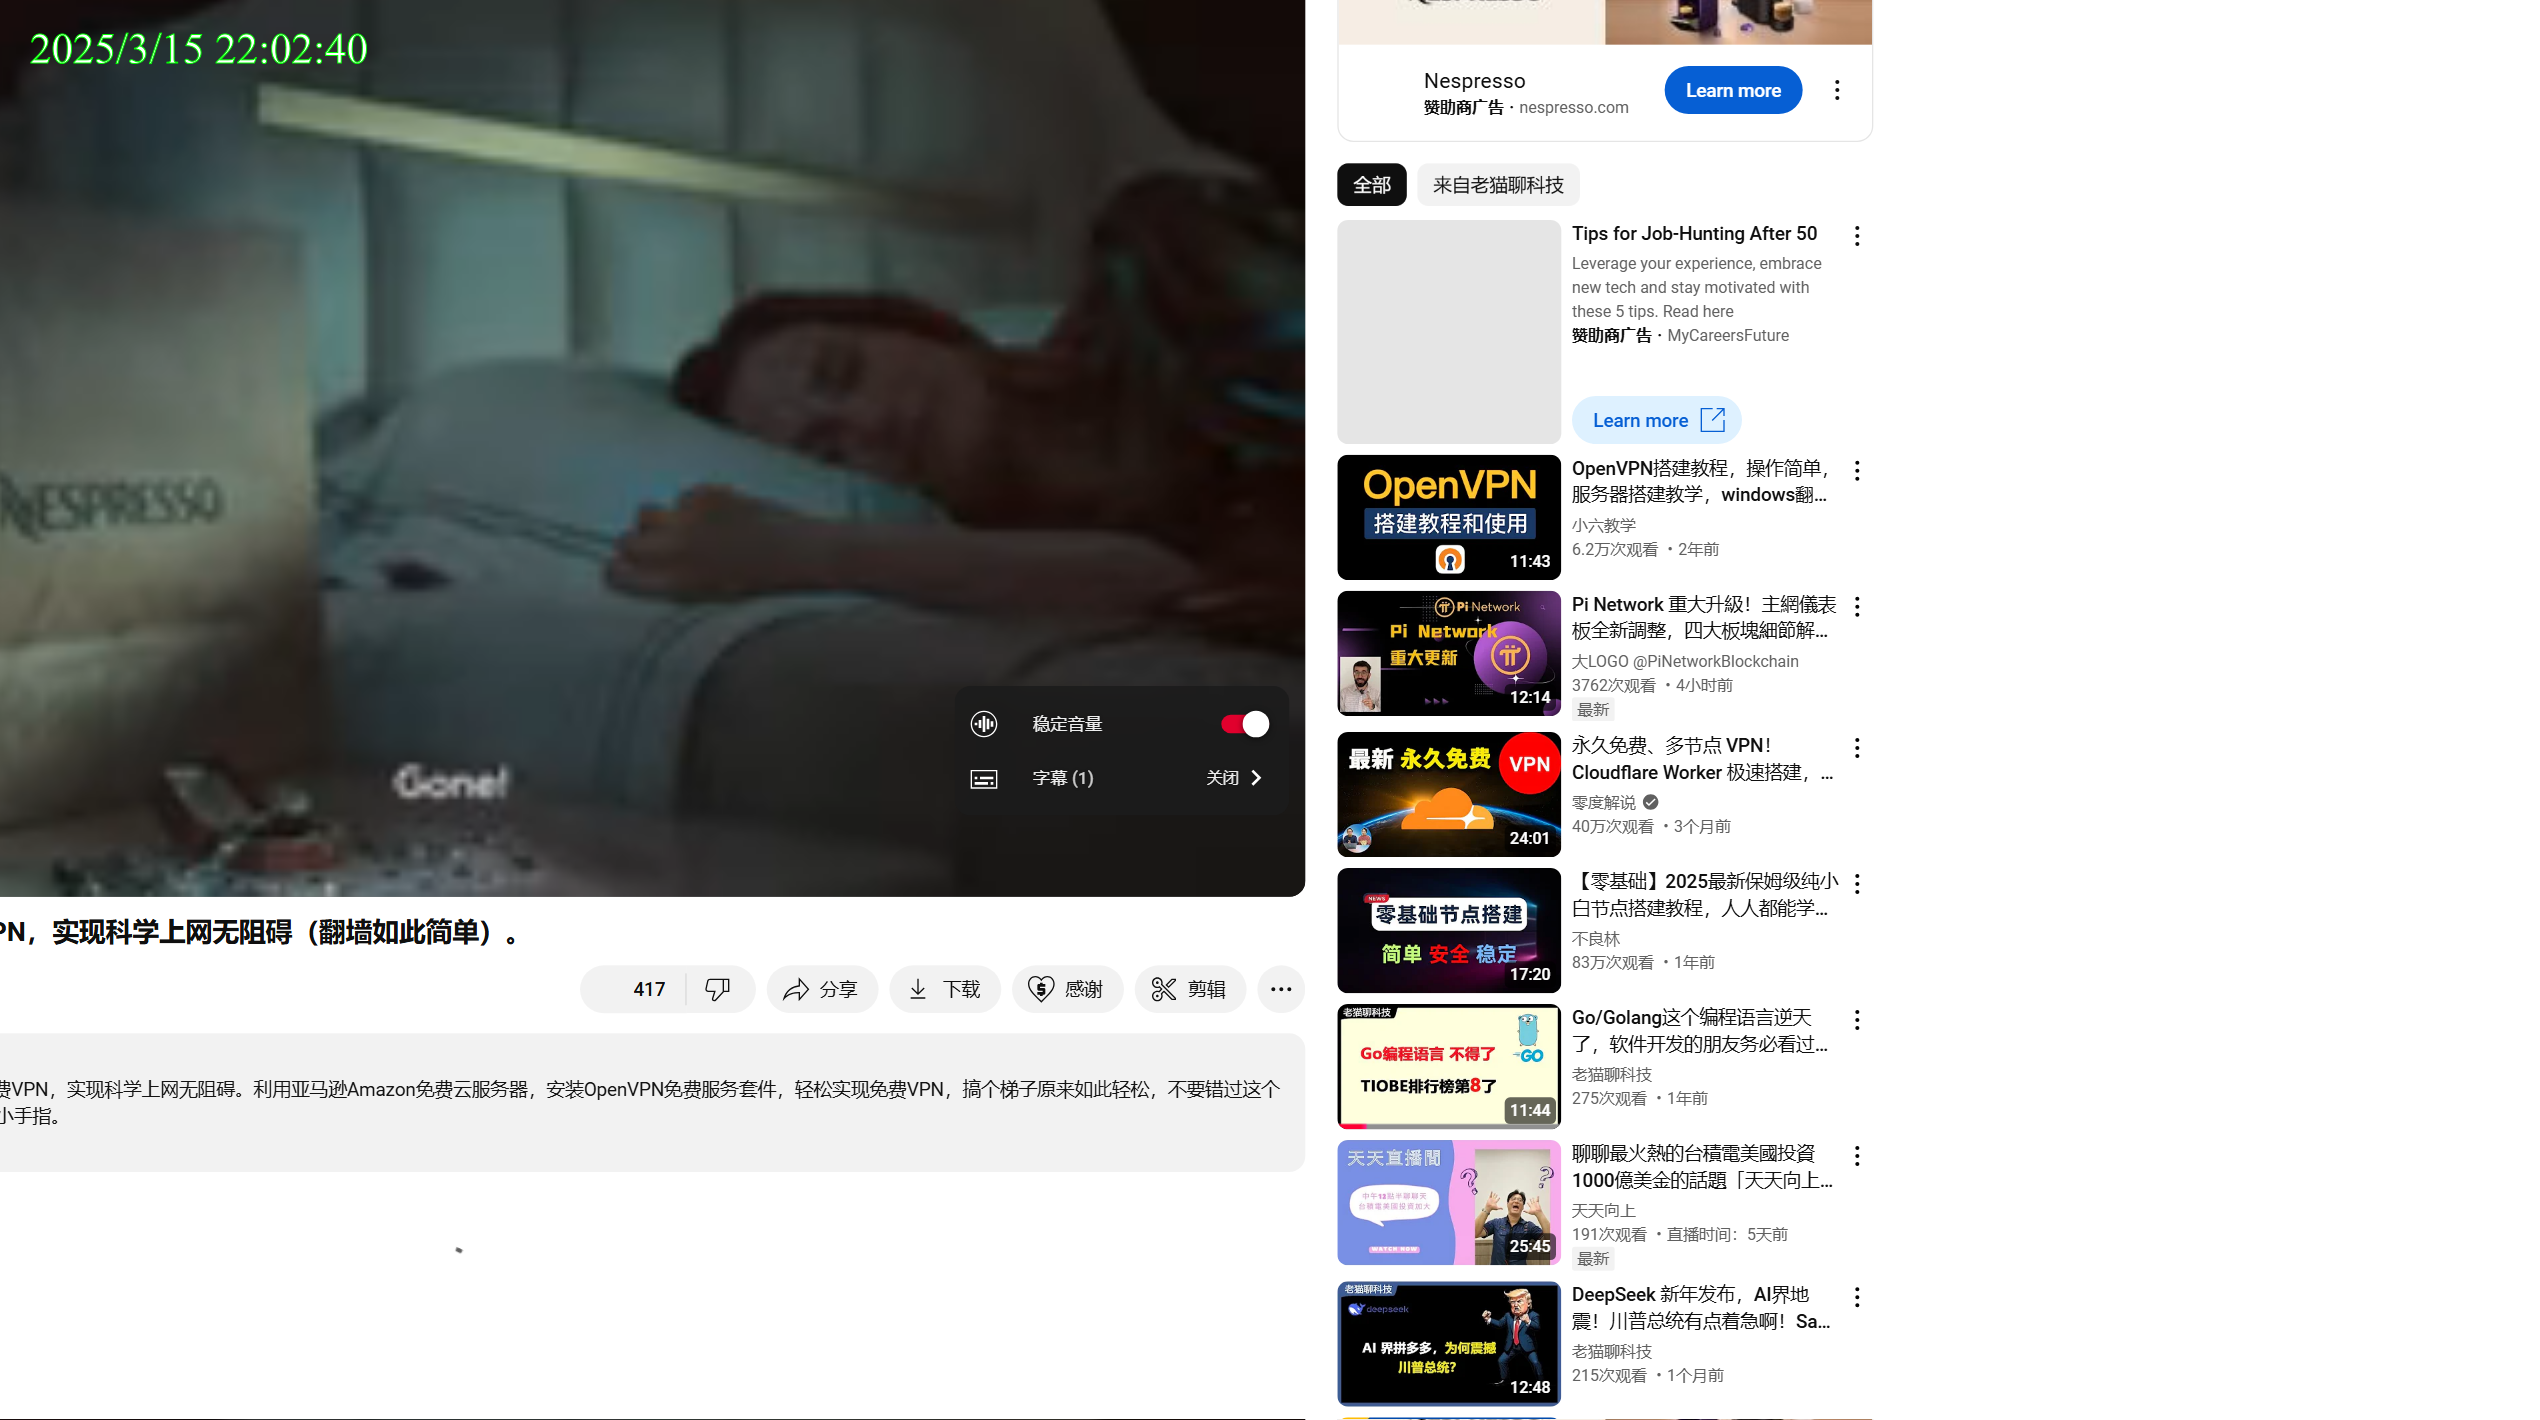 2025/3/15 22:02:40
NESPRESSO
Gone!
稳定音量
字幕 (1)
关闭
PN，实现科学上网无阻碍（翻墙如此简单）。
417
分享
下载
感谢
剪辑
费VPN，实现科学上网无阻碍。利用亚马逊Amazon免费云服务器，安装OpenVPN免费服务套件，轻松实现免费VPN，搞个梯子原来如此轻松，不要错过这个
小手指。
Nespresso
赞助商广告 · nespresso.com
Learn more
全部
来自老猫聊科技
Tips for Job-Hunting After 50
Leverage your experience, embrace
new tech and stay motivated with
these 5 tips. Read here
赞助商广告 · MyCareersFuture
Learn more
OpenVPN
搭建教程和使用
11:43
OpenVPN搭建教程，操作简单，
服务器搭建教学，windows翻...
小六教学
6.2万次观看 • 2年前
Pi Network
Pi Network
重大更新
12:14
Pi Network 重大升級！主網儀表
板全新調整，四大板塊細節解...
大LOGO @PiNetworkBlockchain
3762次观看 • 4小时前
最新
最新 永久免费
VPN
24:01
永久免费、多节点 VPN！
Cloudflare Worker 极速搭建，...
零度解说
40万次观看 • 3个月前
NEWS
零基础节点搭建
简单 安全 稳定
17:20
【零基础】2025最新保姆级纯小
白节点搭建教程，人人都能学...
不良林
83万次观看 • 1年前
老猫聊科技
Go编程语言 不得了
GO
TIOBE排行榜第8了
11:44
Go/Golang这个编程语言逆天
了，软件开发的朋友务必看过...
老猫聊科技
275次观看 • 1年前
天天直播間
中午12點半聊聊天
台積電美國投資加大
WATCH NOW
25:45
聊聊最火熱的台積電美國投資
1000億美金的話題「天天向上...
天天向上
191次观看 • 直播时间：5天前
最新
老猫聊科技
deepseek
AI 界拼多多，为何震撼
川普总统?
12:48
DeepSeek 新年发布，AI界地
震！川普总统有点着急啊！Sa...
老猫聊科技
215次观看 • 1个月前